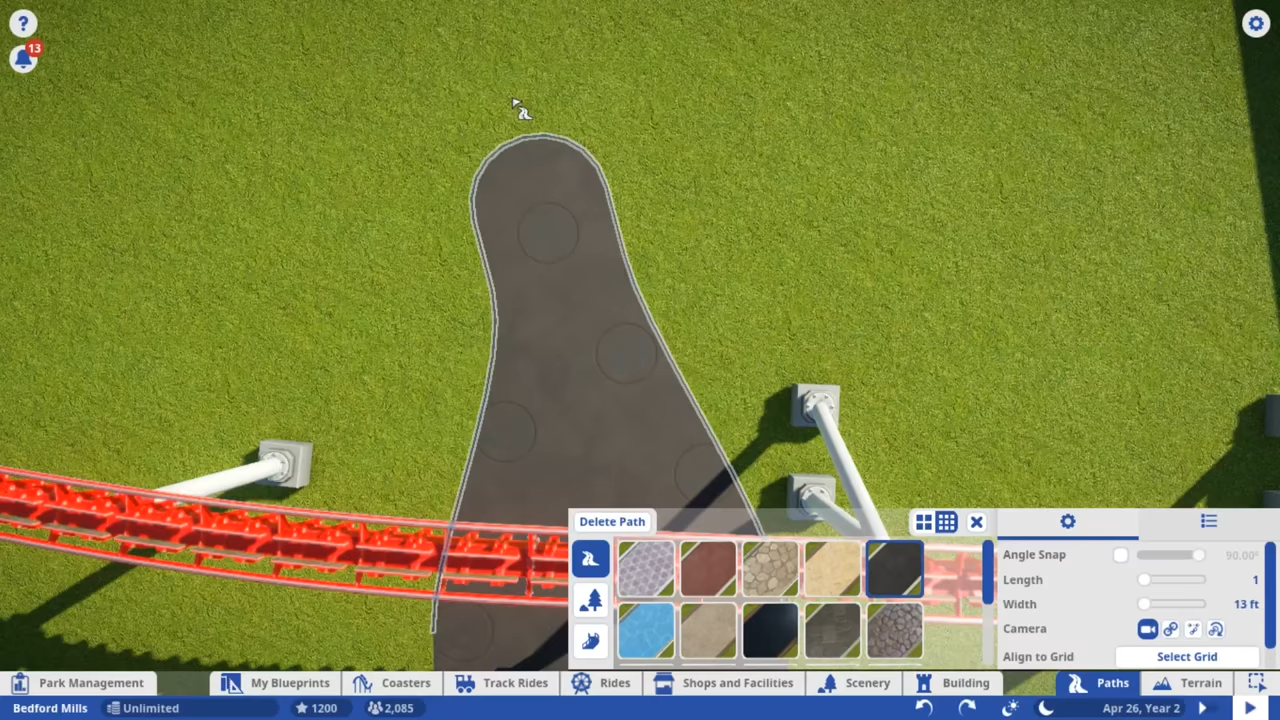 ?
13
Delete Path
Angle Snap 90.00°
Length 1
Width 13 ft
Camera
Align to Grid Select Grid
Park Management My Blueprints Coasters Track Rides Rides Shops and Facilities Scenery Building Paths Terrain
Bedford Mills Unlimited 1200 2,085 Apr 26, Year 2